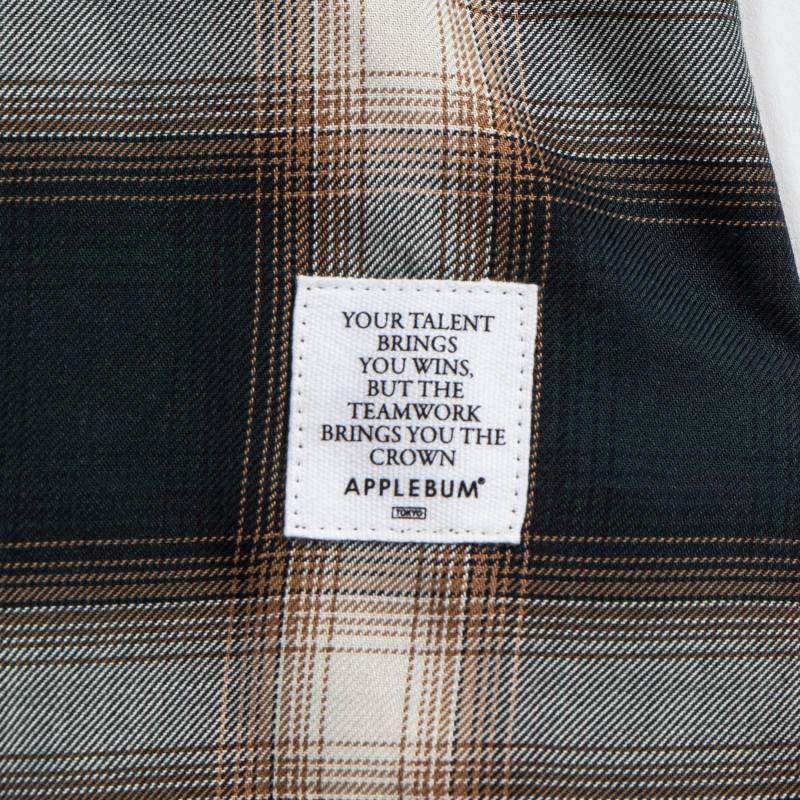 YOUR TALENT
BRINGS
YOU WINS,
BUT THE
TEAMWORK
BRINGS YOU THE
CROWN
APPLEBUM®
TOKYO